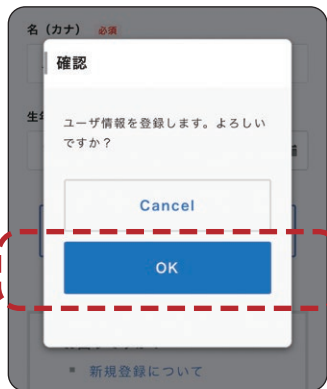 名（カナ） 必須
確認
生
ユーザ情報を登録します。よろしい
ですか？
Cancel
OK
新規登録について